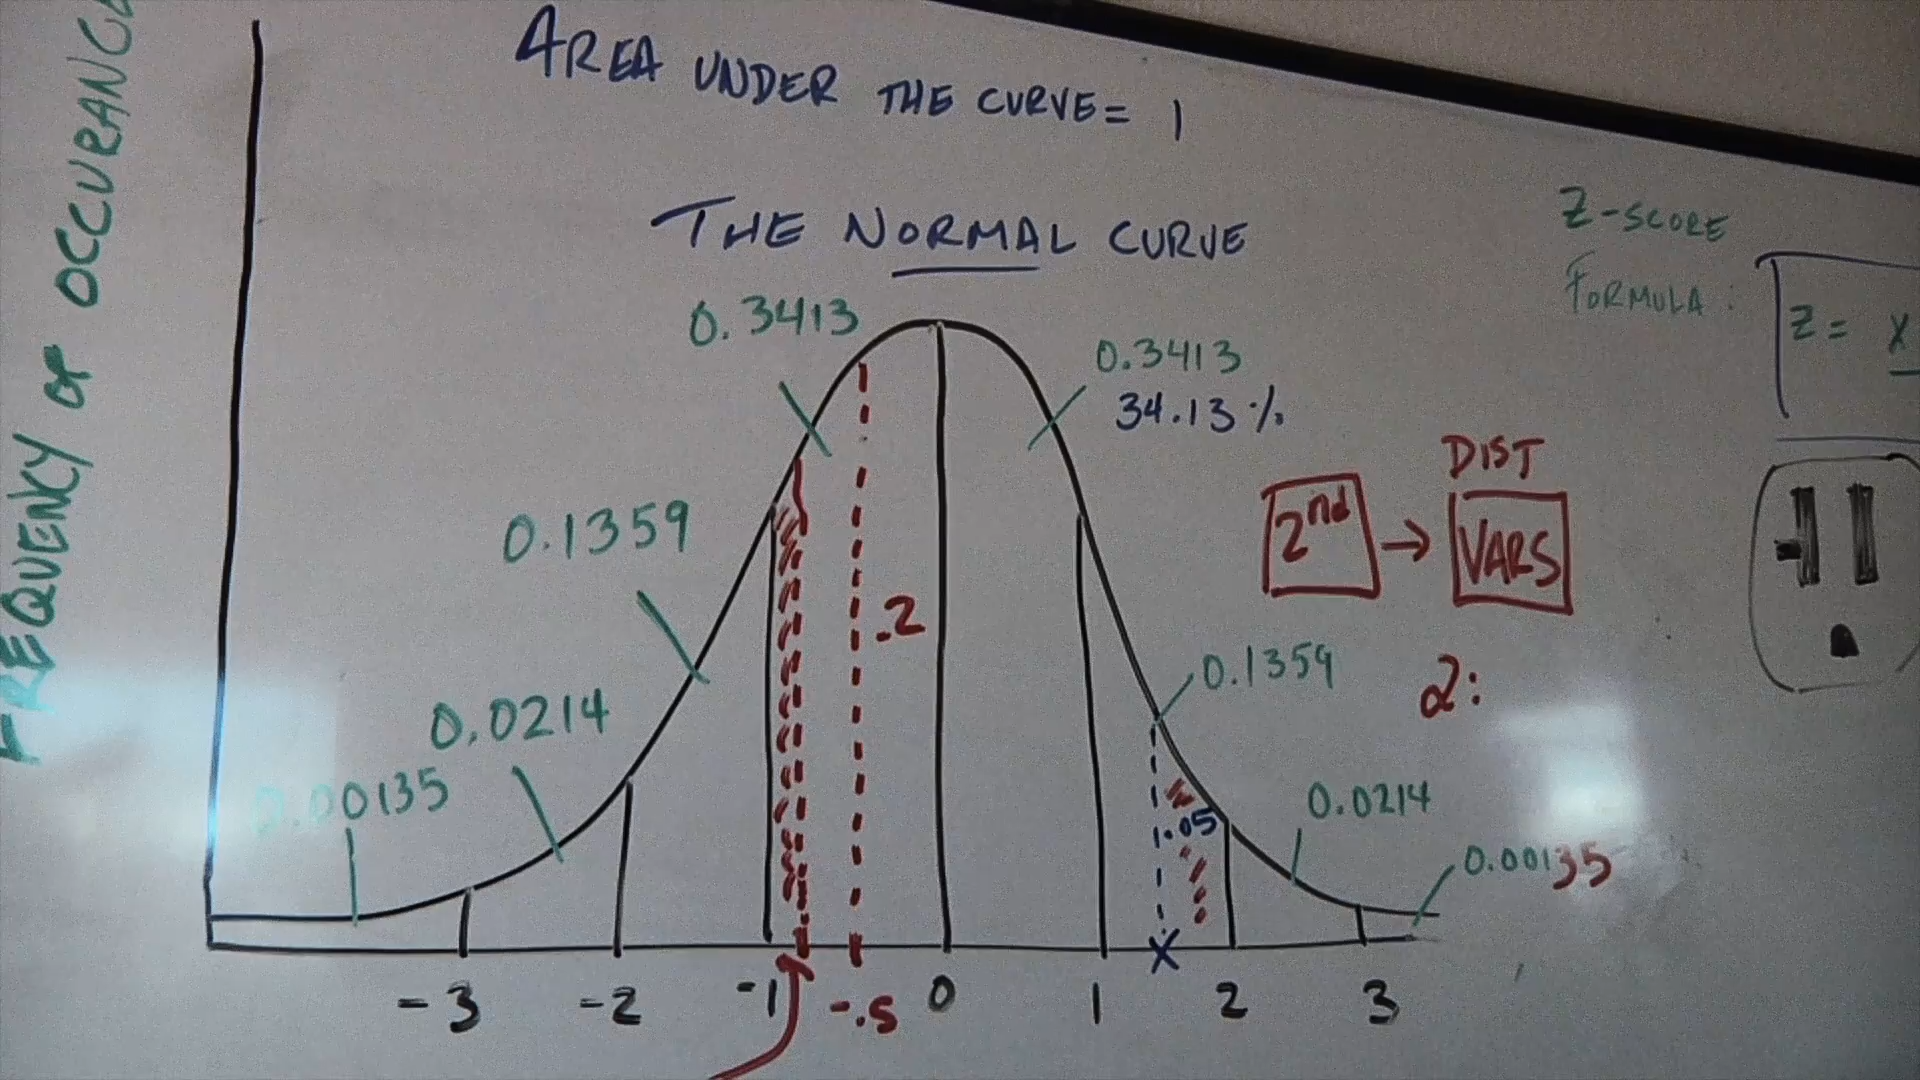 AREA UNDER THE CURVE = 1
THE NORMAL CURVE
FREQUENCY OF OCCURANC
Z-SCORE
FORMULA:
Z = X
0.3413
0.3413
34.13 %
DIST
2nd → VARS
2:
0.1359
.2
0.1359
0.0214
0.00135
1.05
0.0214
0.00135
X
-3 -2 -1 -.5 0 1 2 3